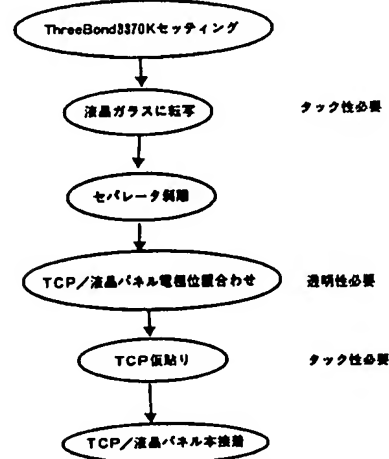 ThreeBond3370Kセッティング
液晶ガラスに転写 タック性必要
セパレータ剥離
TCP／液晶パネル電極位置合わせ 透明性必要
TCP仮貼り タック性必要
TCP／液晶パネル本接着